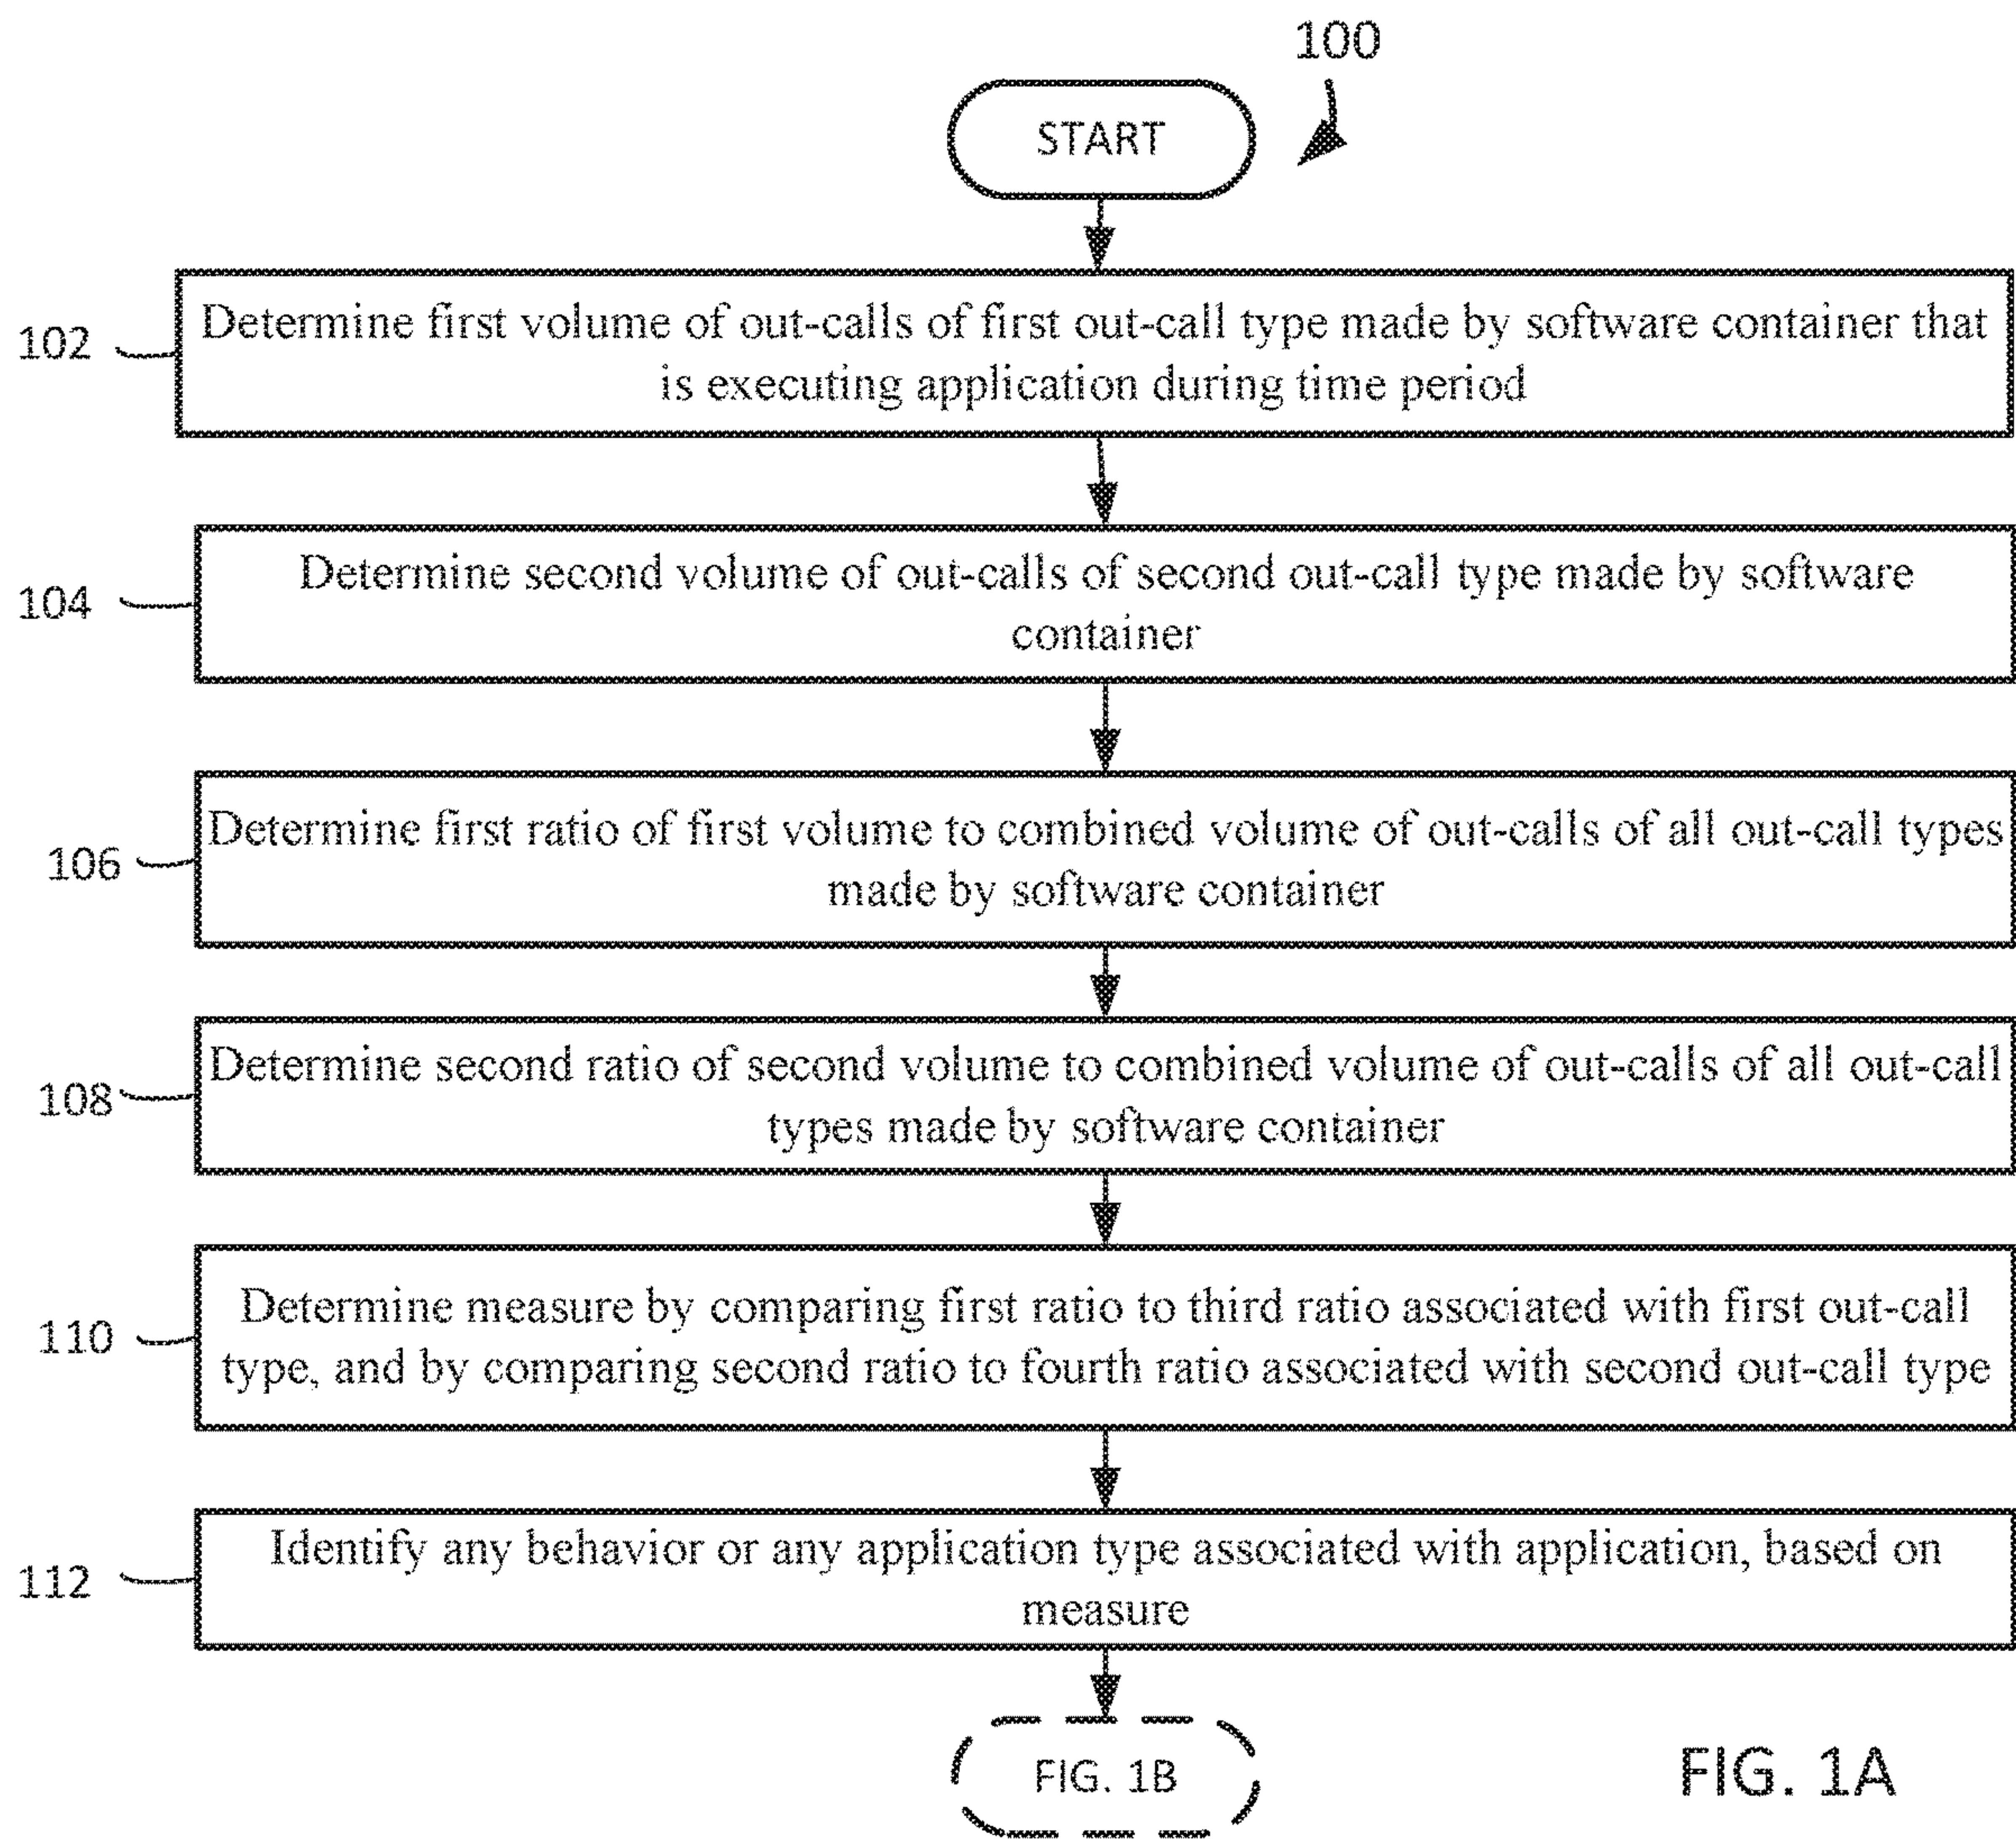 100
START
102
Determine first volume of out-calls of first out-call type made by software container that
is executing application during time period
104
Determine second volume of out-calls of second out-call type made by software
container
106
Determine first ratio of first volume to combined volume of out-calls of all out-call types
made by software container
108
Determine second ratio of second volume to combined volume of out-calls of all out-call
types made by software container
110
Determine measure by comparing first ratio to third ratio associated with first out-call
type, and by comparing second ratio to fourth ratio associated with second out-call type
112
Identify any behavior or any application type associated with application, based on
measure
FIG. 1B
FIG. 1A